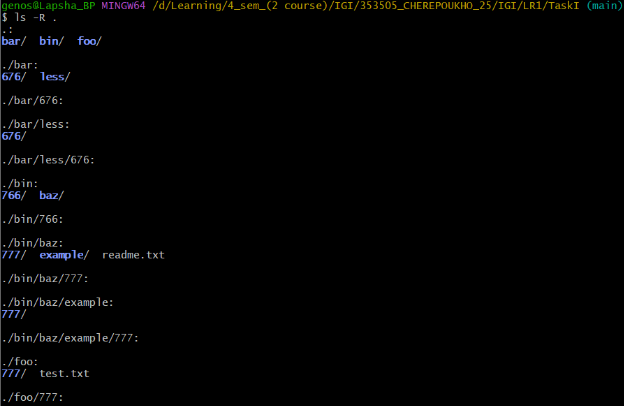 genos@Lapsha_BP MINGW64 /d/Learning/4_sem_(2 course)/IGI/353505_CHEREPOUKHO_25/IGI/LR1/TaskI (main)
$ ls -R .
.:
bar/  bin/  foo/

./bar:
676/  less/

./bar/676:

./bar/less:
676/

./bar/less/676:

./bin:
766/  baz/

./bin/766:

./bin/baz:
777/  example/  readme.txt

./bin/baz/777:

./bin/baz/example:
777/

./bin/baz/example/777:

./foo:
777/  test.txt

./foo/777: